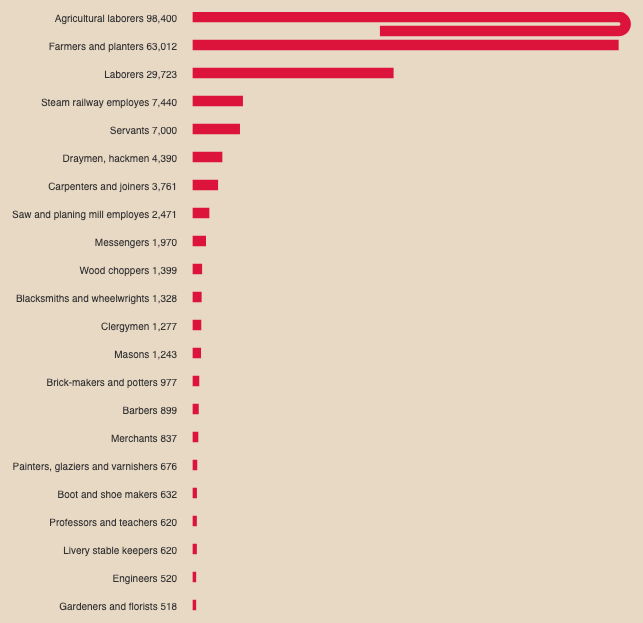 Agricultural laborers 98,400
Farmers and planters 63,012
Laborers 29,723
Steam railway employes 7,440
Servants 7,000
Draymen, hackmen 4,390
Carpenters and joiners 3,761
Saw and planing mill employes 2,471
Messengers 1,970
Wood choppers 1,399
Blacksmiths and wheelwrights 1,328
Clergymen 1,277
Masons 1,243
Brick-makers and potters 977
Barbers 899
Merchants 837
Painters, glaziers and varnishers 676
Boot and shoe makers 632
Professors and teachers 620
Livery stable keepers 620
Engineers 520
Gardeners and florists 518